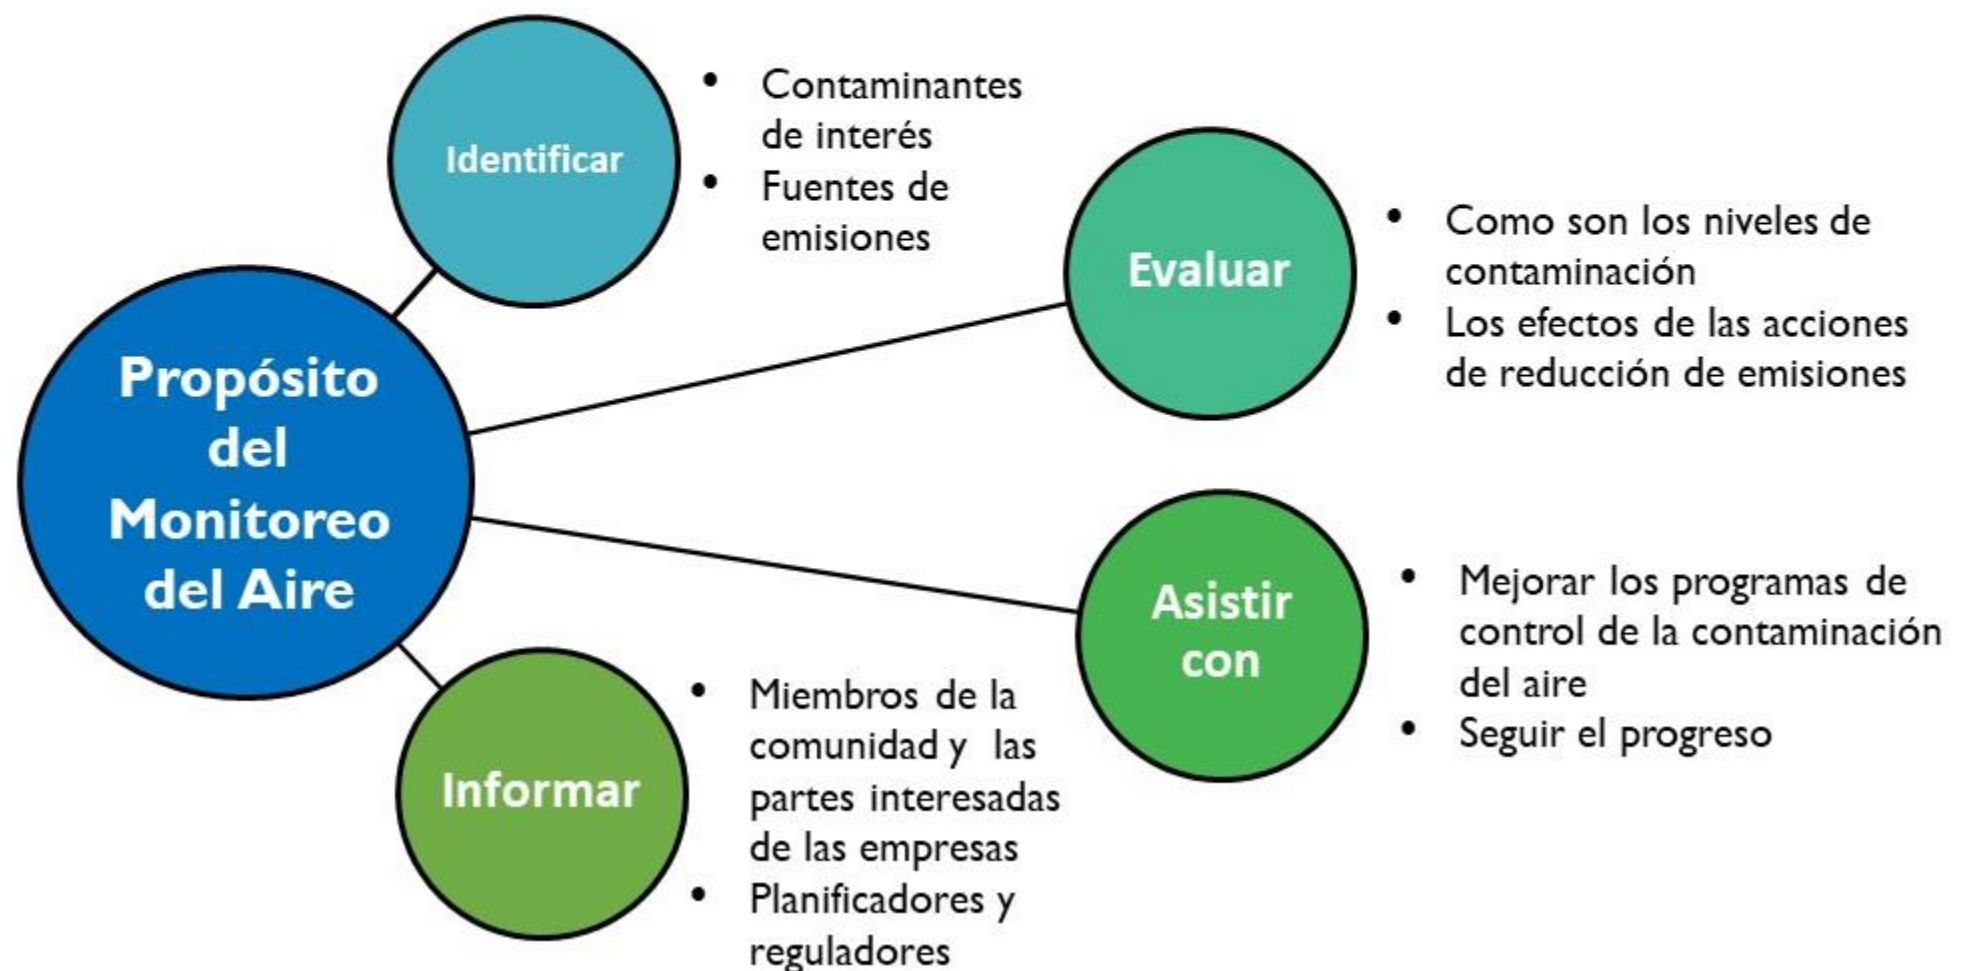 Identificar
• Contaminantes
de interés
• Fuentes de
emisiones
Evaluar
• Como son los niveles de
contaminación
• Los efectos de las acciones
de reducción de emisiones
Propósito
del
Monitoreo
del Aire
Asistir
con
• Mejorar los programas de
control de la contaminación
del aire
• Seguir el progreso
Informar
• Miembros de la
comunidad y las
partes interesadas
de las empresas
• Planificadores y
reguladores